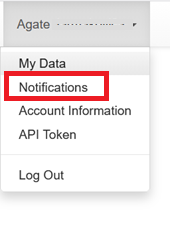 Agate
My Data
Notifications
Account Information
API Token
Log Out